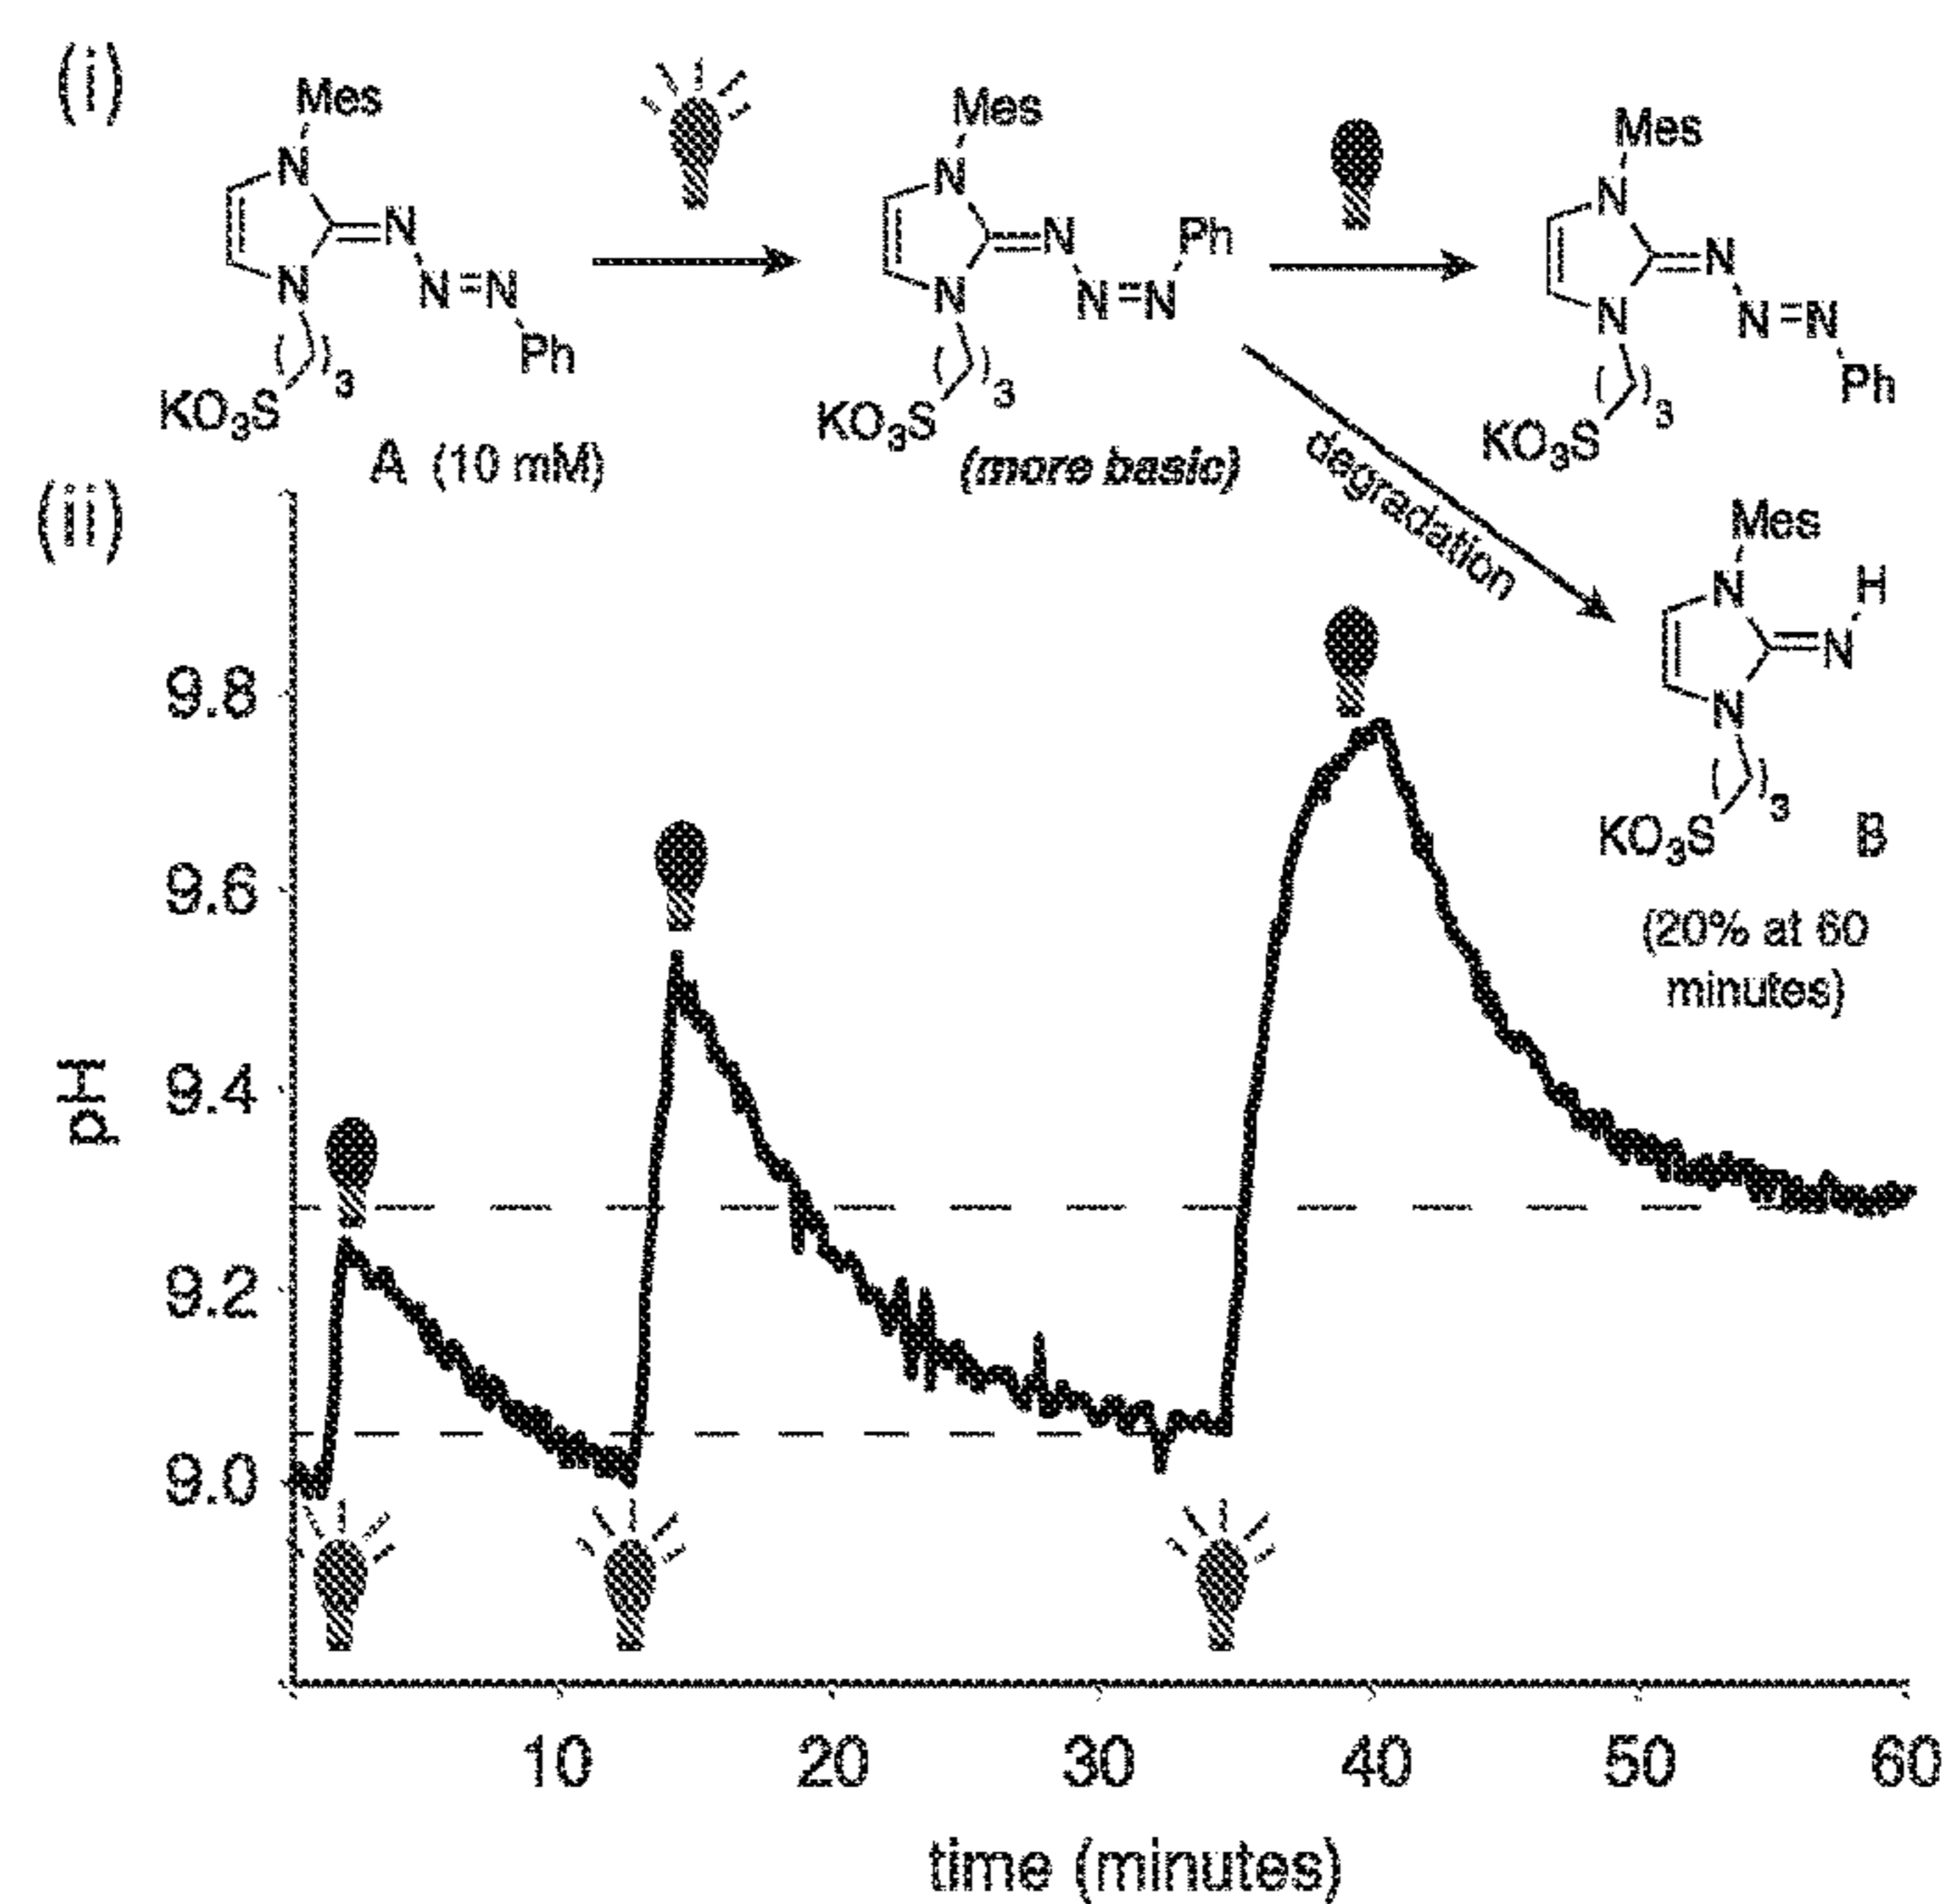 (i)
Mes
N
N
N
N=N
Ph
( )3
KO3S
A (10 mM)
Mes
N
N
N
N=N
Ph
( )3
KO3S
(more basic)
Mes
N
N
N
N=N
Ph
( )3
KO3S
degradation
Mes
N
N
N
H
( )3
KO3S
B
(20% at 60
minutes)
(ii)
pH
9.8
9.6
9.4
9.2
9.0
10 20 30 40 50 60
time (minutes)